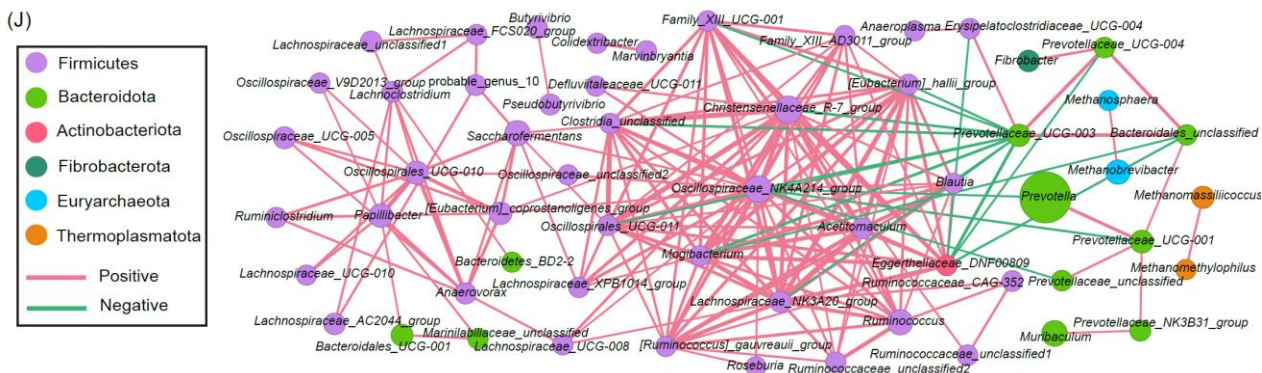 (J)
Firmicutes
Bacteroidota
Actinobacteriota
Fibrobacterota
Euryarchaeota
Thermoplasmatota
Positive
Negative
Butyrivibrio
Lachnospiraceae_FCS020_group
Lachnospiraceae_unclassified1
Colidextribacter
Marvinbryantia
Family_XIII_UCG-001
Family_XIII_AD3011_group
Anaeroplasma
Erysipelatoclostridiaceae_UCG-004
Prevotellaceae_UCG-004
Fibrobacter
Oscillospiraceae_V9D2013_group
probable_genus_10
Lachnoclostridium
Defluviitaleaceae_UCG-011
[Eubacterium]_hallii_group
Methanosphaera
Pseudobutyrivibrio
Christensenellaceae_R-7_group
Clostridia_unclassified
Oscillospiraceae_UCG-005
Saccharofermentans
Prevotellaceae_UCG-003
Bacteroidales_unclassified
Oscillospirales_UCG-010
Oscillospiraceae_unclassified2
Oscillospiraceae_NK4A214_group
Blautia
Methanobrevibacter
Prevotella
Methanomassiliicoccus
Ruminiclostridium
Papillibacter
[Eubacterium]_coprostanoligenes_group
Oscillospirales_UCG-011
Acetitomaculum
Prevotellaceae_UCG-001
Mogibacterium
Bacteroidetes_BD2-2
Eggerthellaceae_DNF00809
Methanomethylophilus
Lachnospiraceae_UCG-010
Lachnospiraceae_XPB1014_group
Ruminococcaceae_CAG-352
Prevotellaceae_unclassified
Anaerovorax
Lachnospiraceae_NK3A20_group
Lachnospiraceae_AC2044_group
Marinilabiliaceae_unclassified
Ruminococcus
Prevotellaceae_NK3B31_group
Muribaculum
Bacteroidales_UCG-001
Lachnospiraceae_UCG-008
[Ruminococcus]_gauvreauii_group
Ruminococcaceae_unclassified1
Roseburia
Ruminococcaceae_unclassified2